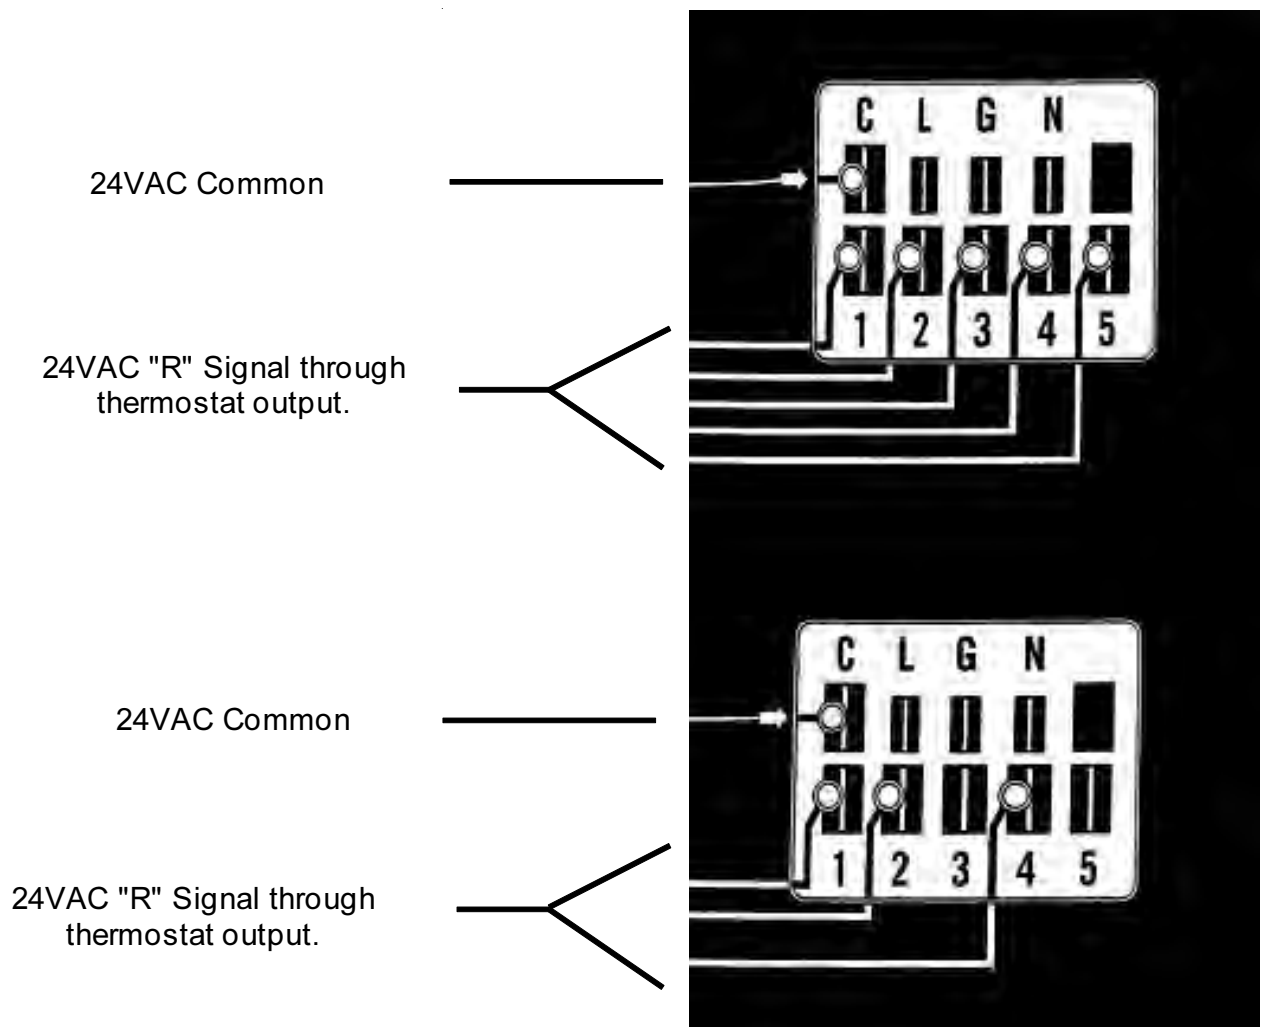 C L G N
24VAC Common
1 2 3 4 5
24VAC "R" Signal through
thermostat output.
C L G N
24VAC Common
1 2 3 4 5
24VAC "R" Signal through
thermostat output.